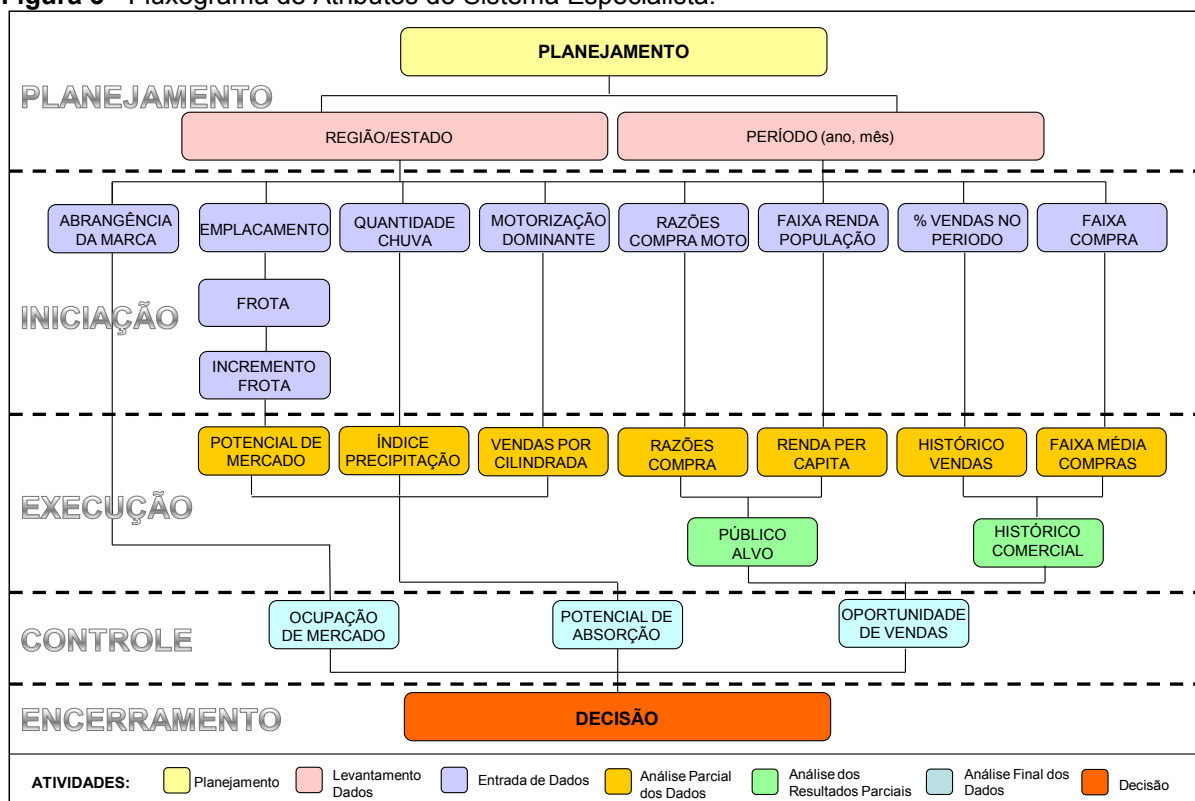 Figura 3 - Fluxograma de Atributos do Sistema Especialista.
PLANEJAMENTO
PLANEJAMENTO
REGIÃO/ESTADO
PERÍODO (ano, mês)
ABRANGÊNCIA
DA MARCA
EMPLACAMENTO
QUANTIDADE
CHUVA
MOTORIZAÇÃO
DOMINANTE
RAZÕES
COMPRA MOTO
FAIXA RENDA
POPULAÇÃO
% VENDAS NO
PERIODO
FAIXA
COMPRA
INICIAÇÃO
FROTA
INCREMENTO
FROTA
POTENCIAL DE
MERCADO
ÍNDICE
PRECIPITAÇÃO
VENDAS POR
CILINDRADA
RAZÕES
COMPRA
RENDA PER
CAPITA
HISTÓRICO
VENDAS
FAIXA MÉDIA
COMPRAS
EXECUÇÃO
PÚBLICO
ALVO
HISTÓRICO
COMERCIAL
CONTROLE
OCUPAÇÃO
DE MERCADO
POTENCIAL DE
ABSORÇÃO
OPORTUNIDADE
DE VENDAS
ENCERRAMENTO
DECISÃO
ATIVIDADES:
Planejamento
Levantamento
Dados
Entrada de Dados
Análise Parcial
dos Dados
Análise dos
Resultados Parciais
Análise Final dos
Dados
Decisão